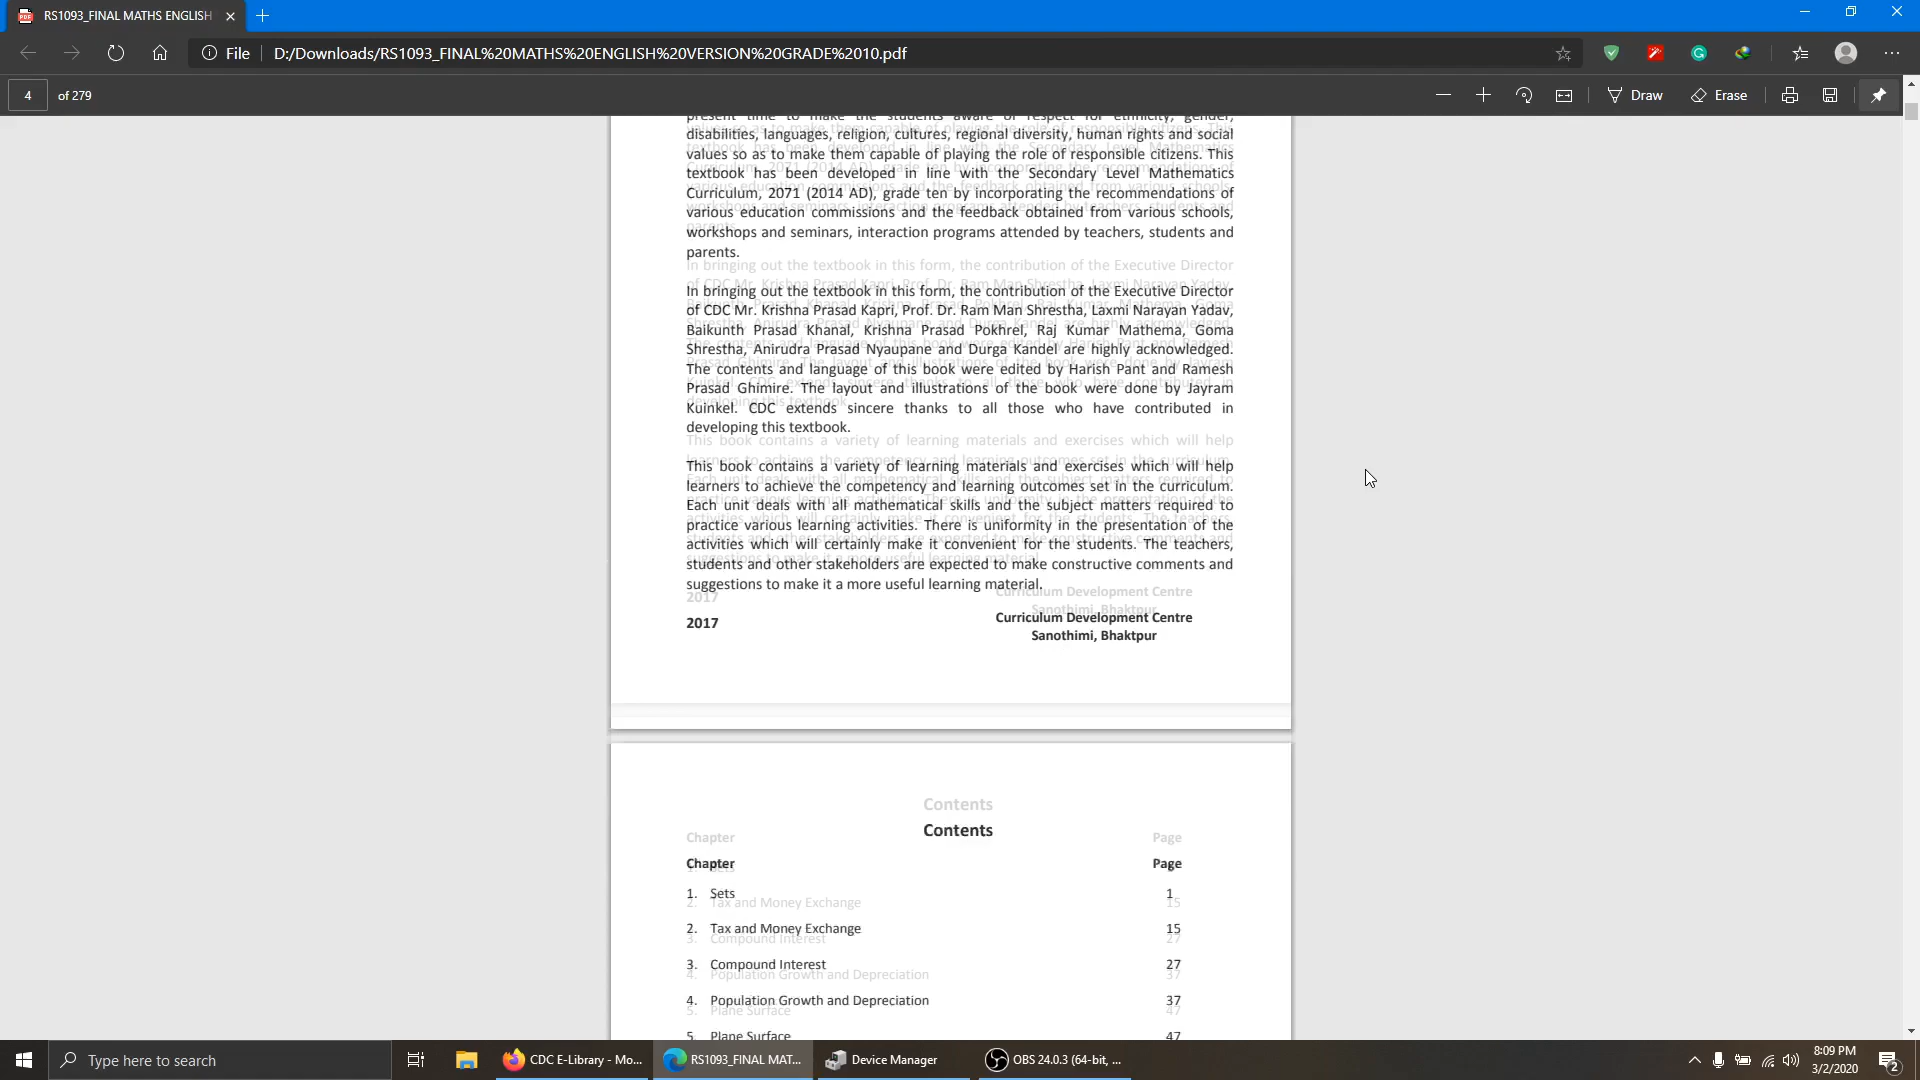 RS1093_FINAL MATHS ENGLISH
File
D:/Downloads/RS1093_FINAL%20MATHS%20ENGLISH%20VERSION%20GRADE%2010.pdf
4 of 279
Draw
Erase
present time to make the students aware of respect for ethnicity, gender,
disabilities, languages, religion, cultures, regional diversity, human rights and social
values so as to make them capable of playing the role of responsible citizens. This
textbook has been developed in line with the Secondary Level Mathematics
Curriculum, 2071 (2014 AD), grade ten by incorporating the recommendations of
various education commissions and the feedback obtained from various schools,
workshops and seminars, interaction programs attended by teachers, students and
parents.
In bringing out the textbook in this form, the contribution of the Executive Director
of CDC Mr. Krishna Prasad Kapri, Prof. Dr. Ram Man Shrestha, Laxmi Narayan Yadav,
Baikunth Prasad Khanal, Krishna Prasad Pokhrel, Raj Kumar Mathema, Goma
Shrestha, Anirudra Prasad Nyaupane and Durga Kandel are highly acknowledged.
The contents and language of this book were edited by Harish Pant and Ramesh
Prasad Ghimire. The layout and illustrations of the book were done by Jayram
Kuinkel. CDC extends sincere thanks to all those who have contributed in
developing this textbook.
This book contains a variety of learning materials and exercises which will help
learners to achieve the competency and learning outcomes set in the curriculum.
Each unit deals with all mathematical skills and the subject matters required to
practice various learning activities. There is uniformity in the presentation of the
activities which will certainly make it convenient for the students. The teachers,
students and other stakeholders are expected to make constructive comments and
suggestions to make it a more useful learning material.
2017 Curriculum Development Centre
Sanothimi, Bhaktpur
Contents
Chapter Page
1. Sets 1
2. Tax and Money Exchange 15
3. Compound Interest 27
4. Population Growth and Depreciation 37
5. Plane Surface 47
Type here to search
CDC E-Library - Mo...
RS1093_FINAL MAT...
Device Manager
OBS 24.0.3 (64-bit, ...
8:09 PM
3/2/2020
2